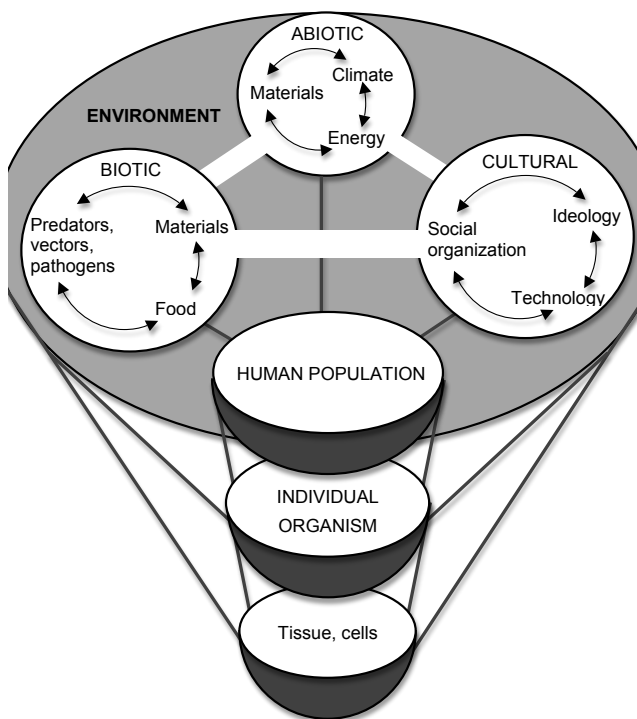 ABIOTIC
Climate
Materials
Energy
ENVIRONMENT
BIOTIC
Predators,
vectors,
pathogens
Materials
Food
CULTURAL
Ideology
Social
organization
Technology
HUMAN POPULATION
INDIVIDUAL
ORGANISM
Tissue, cells